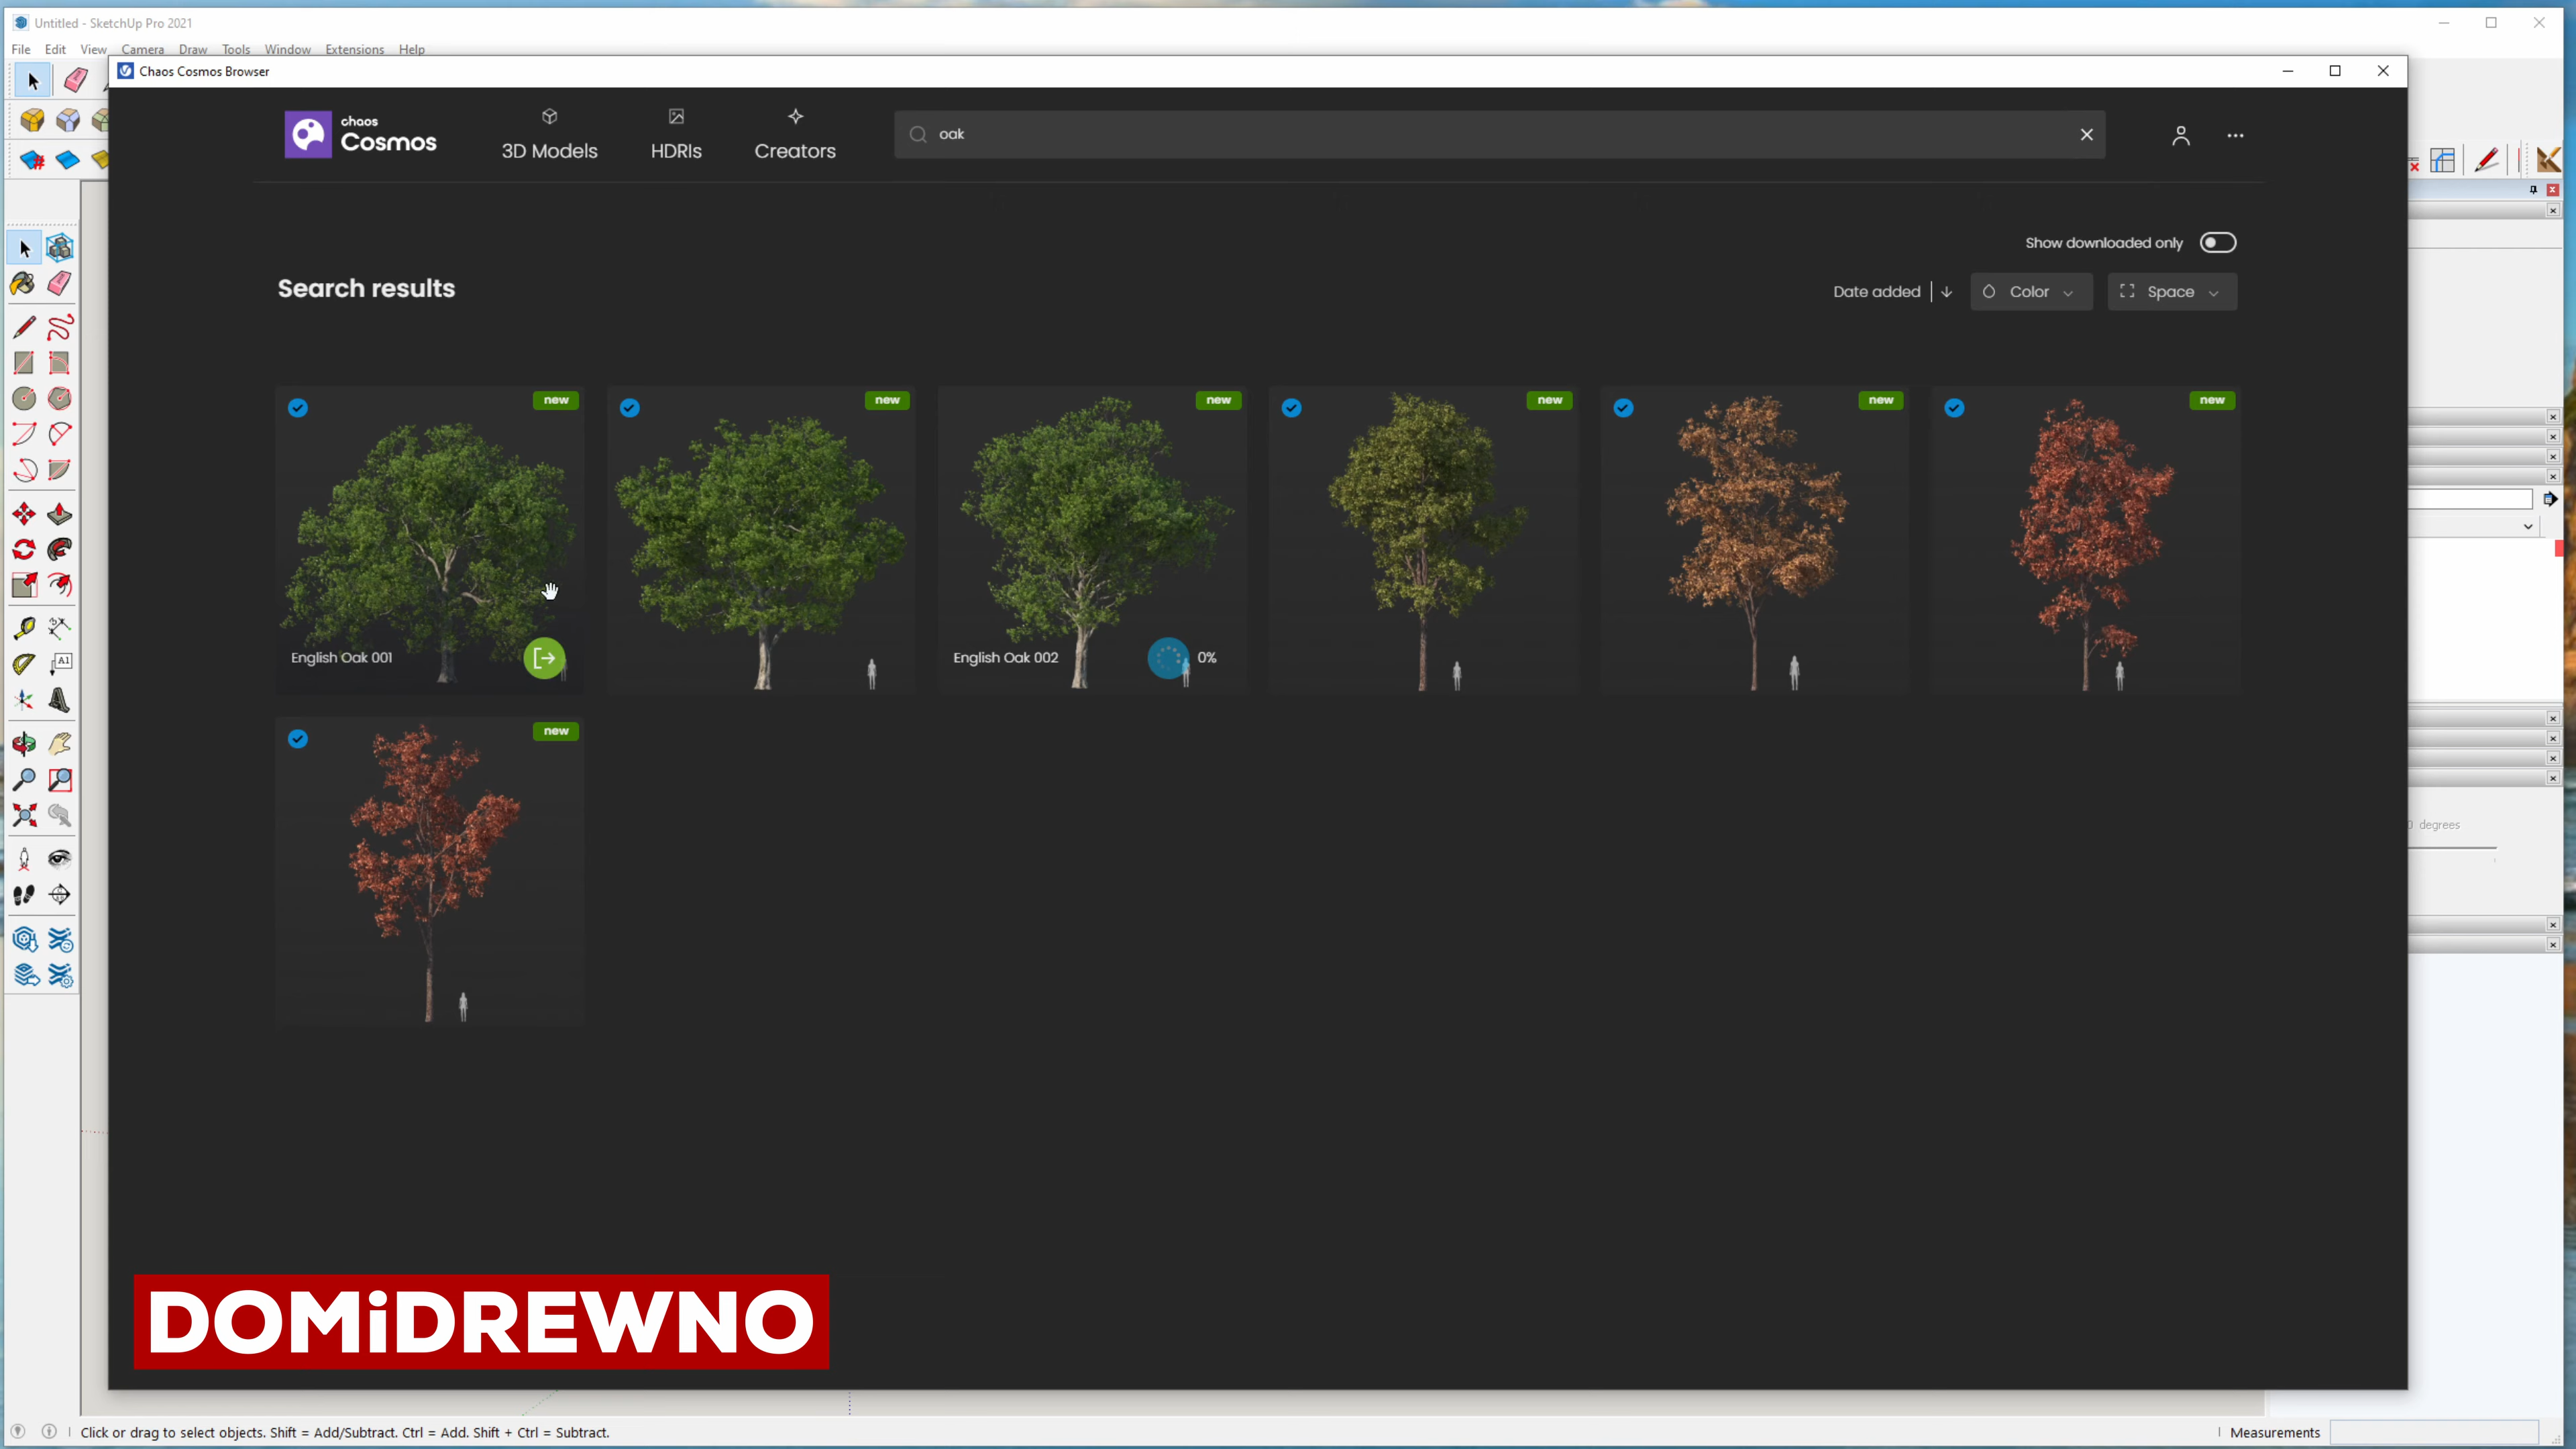 Untitled - SketchUp Pro 2021
File Edit View Camera Draw Tools Window Extensions Help
Chaos Cosmos Browser
chaos
Cosmos
3D Models
HDRIs
Creators
oak
Show downloaded only
Search results
Date added
Color
Space
new
new
new
new
new
new
English Oak 001
English Oak 002
0%
new
degrees
A1
DOMiDREWNO
Click or drag to select objects. Shift = Add/Subtract. Ctrl = Add. Shift + Ctrl = Subtract.
Measurements